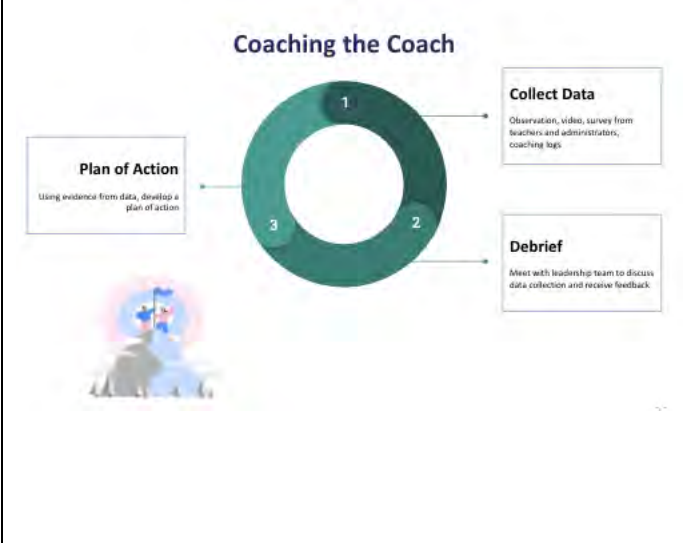 Coaching the Coach
1
Collect Data
Observation, video, survey from
teachers and administrators,
coaching logs
2
Debrief
Meet with leadership team to discuss
data collection and receive feedback
3
Plan of Action
Using evidence from data, develop a
plan of action